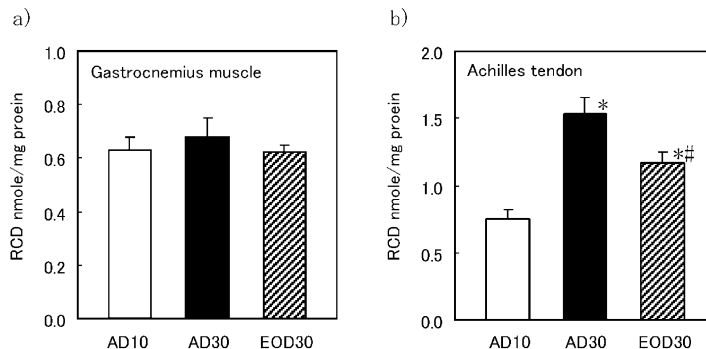 a)
RCD nmole/mg proein
1.0
0.8
0.6
0.4
0.2
0.0
Gastrocnemius muscle
AD10 AD30 EOD30
b)
RCD nmole/mg proein
2.0
1.5
1.0
0.5
0.0
Achilles tendon
*
*#
AD10 AD30 EOD30